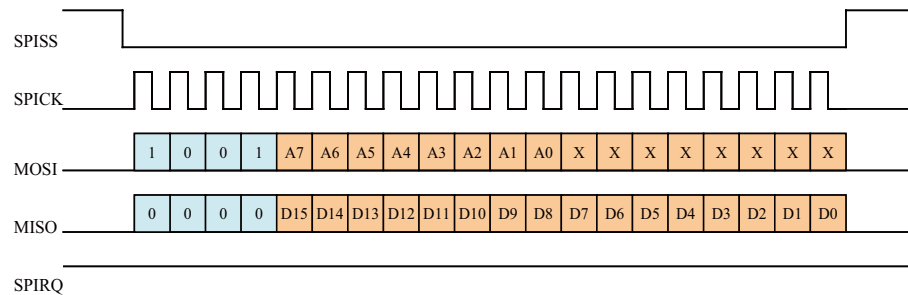 SPISS
SPICK
MOSI 1 0 0 1 A7 A6 A5 A4 A3 A2 A1 A0 X X X X X X X X
MISO 0 0 0 0 D15 D14 D13 D12 D11 D10 D9 D8 D7 D6 D5 D4 D3 D2 D1 D0
SPIRQ